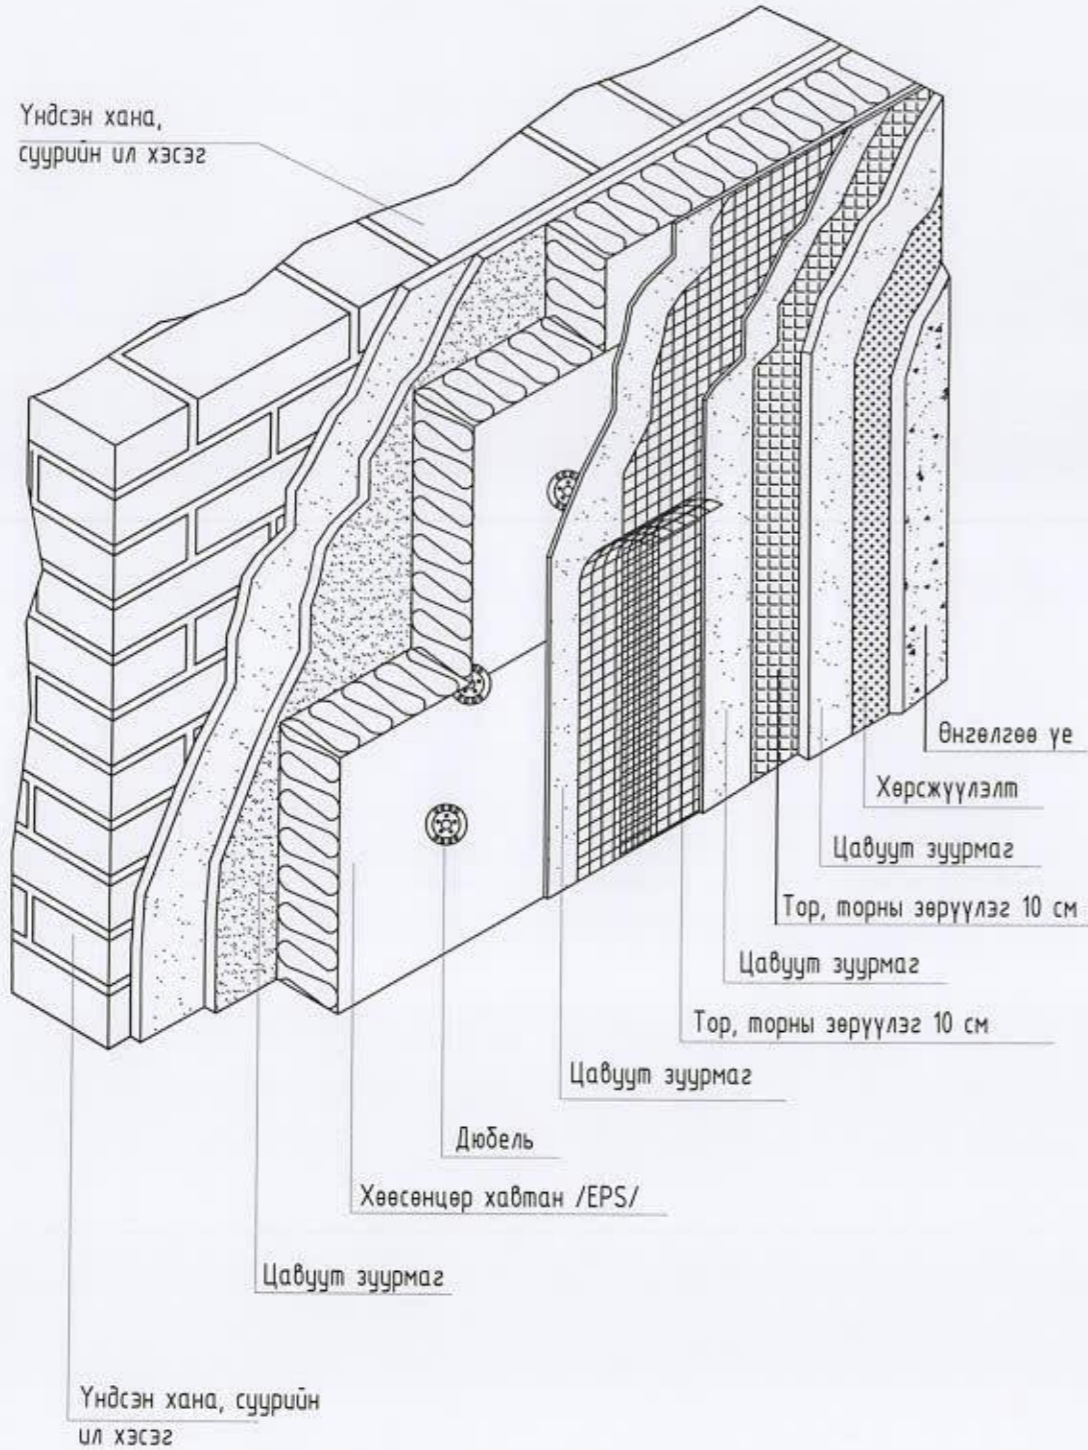 Үндсэн хана,
суурийн ил хэсэг
Өнгөлгөө үе
Хөрсжүүлэлт
Цавуут зуурмаг
Тор, торны зөрүүлэг 10 см
Цавуут зуурмаг
Тор, торны зөрүүлэг 10 см
Цавуут зуурмаг
Дюбель
Хөөсөнцөр хавтан /EPS/
Цавуут зуурмаг
Үндсэн хана, суурийн
ил хэсэг